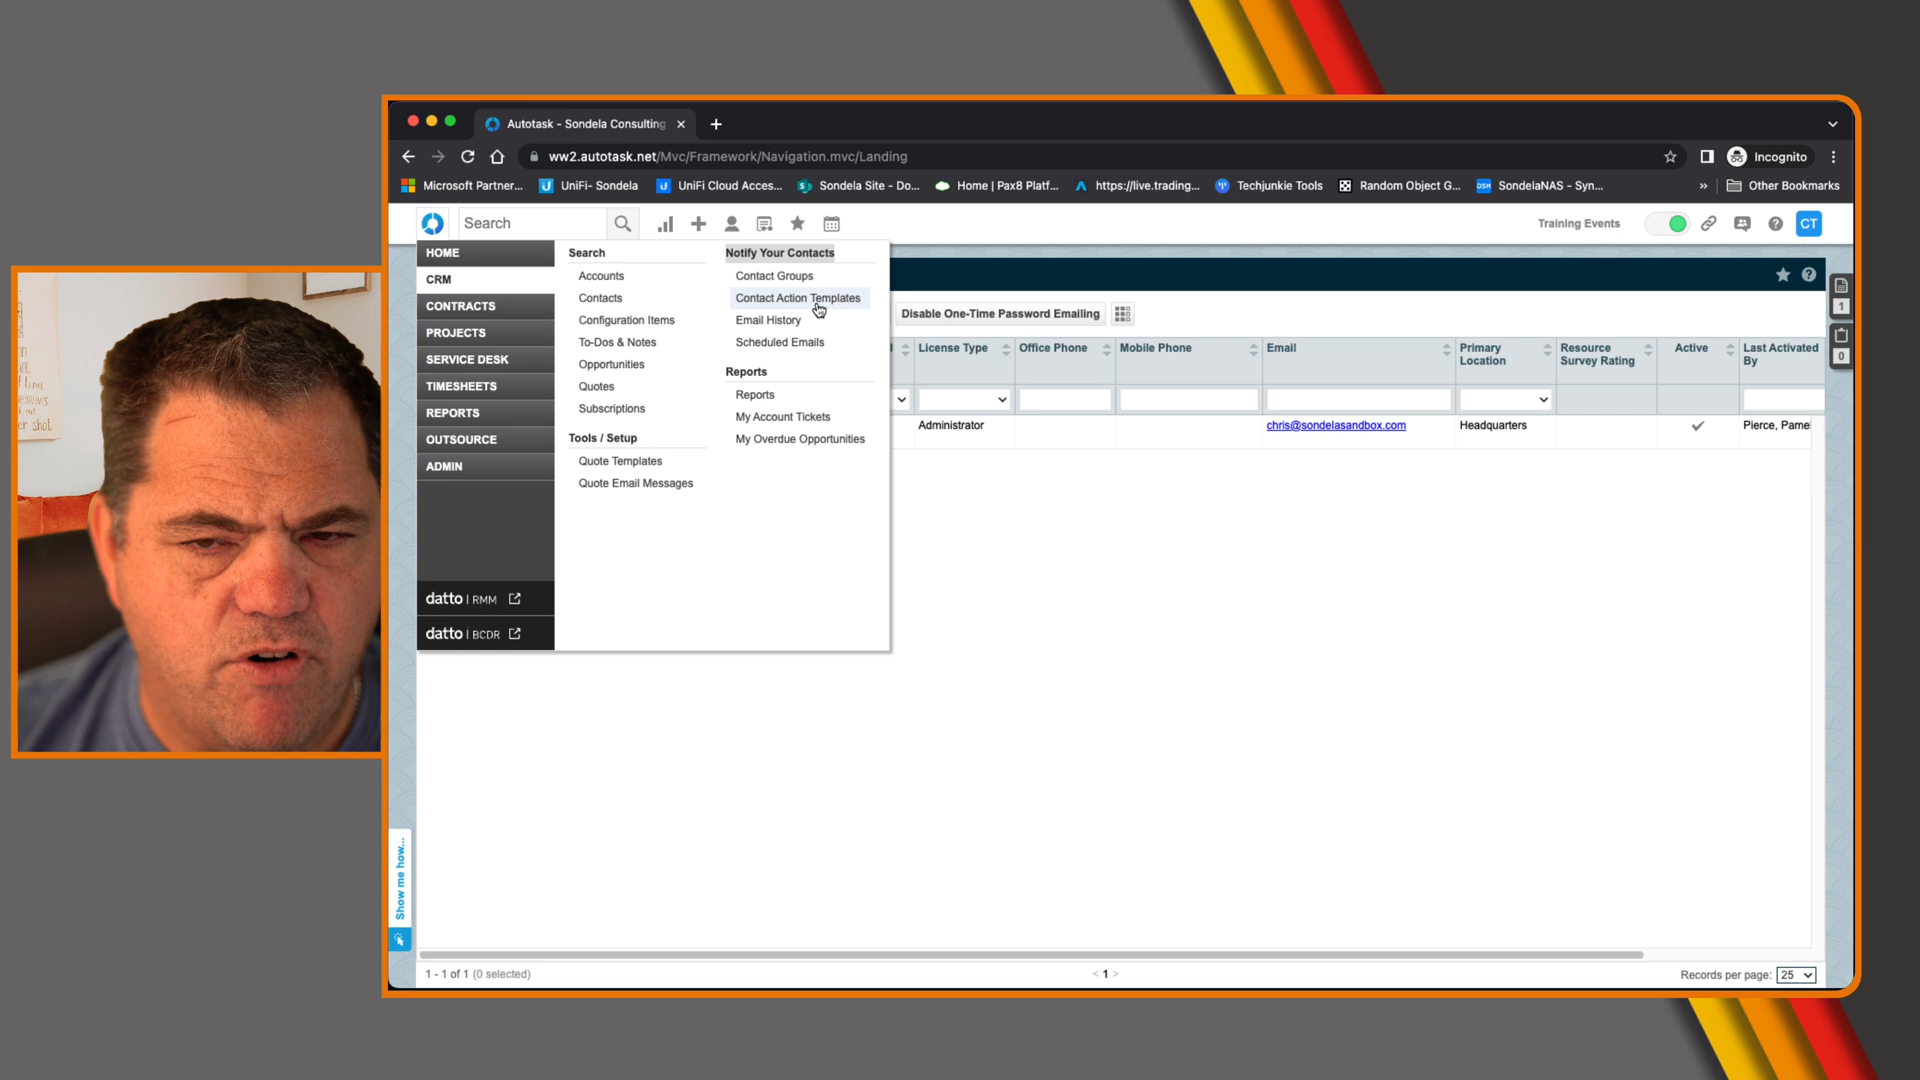 Autotask - Sondela Consulting
ww2.autotask.net/Mvc/Framework/Navigation.mvc/Landing
Incognito
Microsoft Partner...
UniFi- Sondela
UniFi Cloud Acces...
Sondela Site - Do...
Home | Pax8 Platf...
https://live.trading...
Techjunkie Tools
Random Object G...
SondelaNAS - Syn...
»
Other Bookmarks
Search
Training Events
CT
HOME
CRM
CONTRACTS
PROJECTS
SERVICE DESK
TIMESHEETS
REPORTS
OUTSOURCE
ADMIN
datto | RMM
datto | BCDR
Search
Accounts
Contacts
Configuration Items
To-Dos & Notes
Opportunities
Quotes
Subscriptions
Tools / Setup
Quote Templates
Quote Email Messages
Notify Your Contacts
Contact Groups
Contact Action Templates
Email History
Scheduled Emails
Reports
Reports
My Account Tickets
My Overdue Opportunities
Disable One-Time Password Emailing
License Type
Office Phone
Mobile Phone
Email
Primary
Location
Resource
Survey Rating
Active
Last Activated
By
Administrator
chris@sondelasandbox.com
Headquarters
Pierce, Pame
1
0
Show me how...
1 - 1 of 1 (0 selected)
< 1 >
Records per page: 25